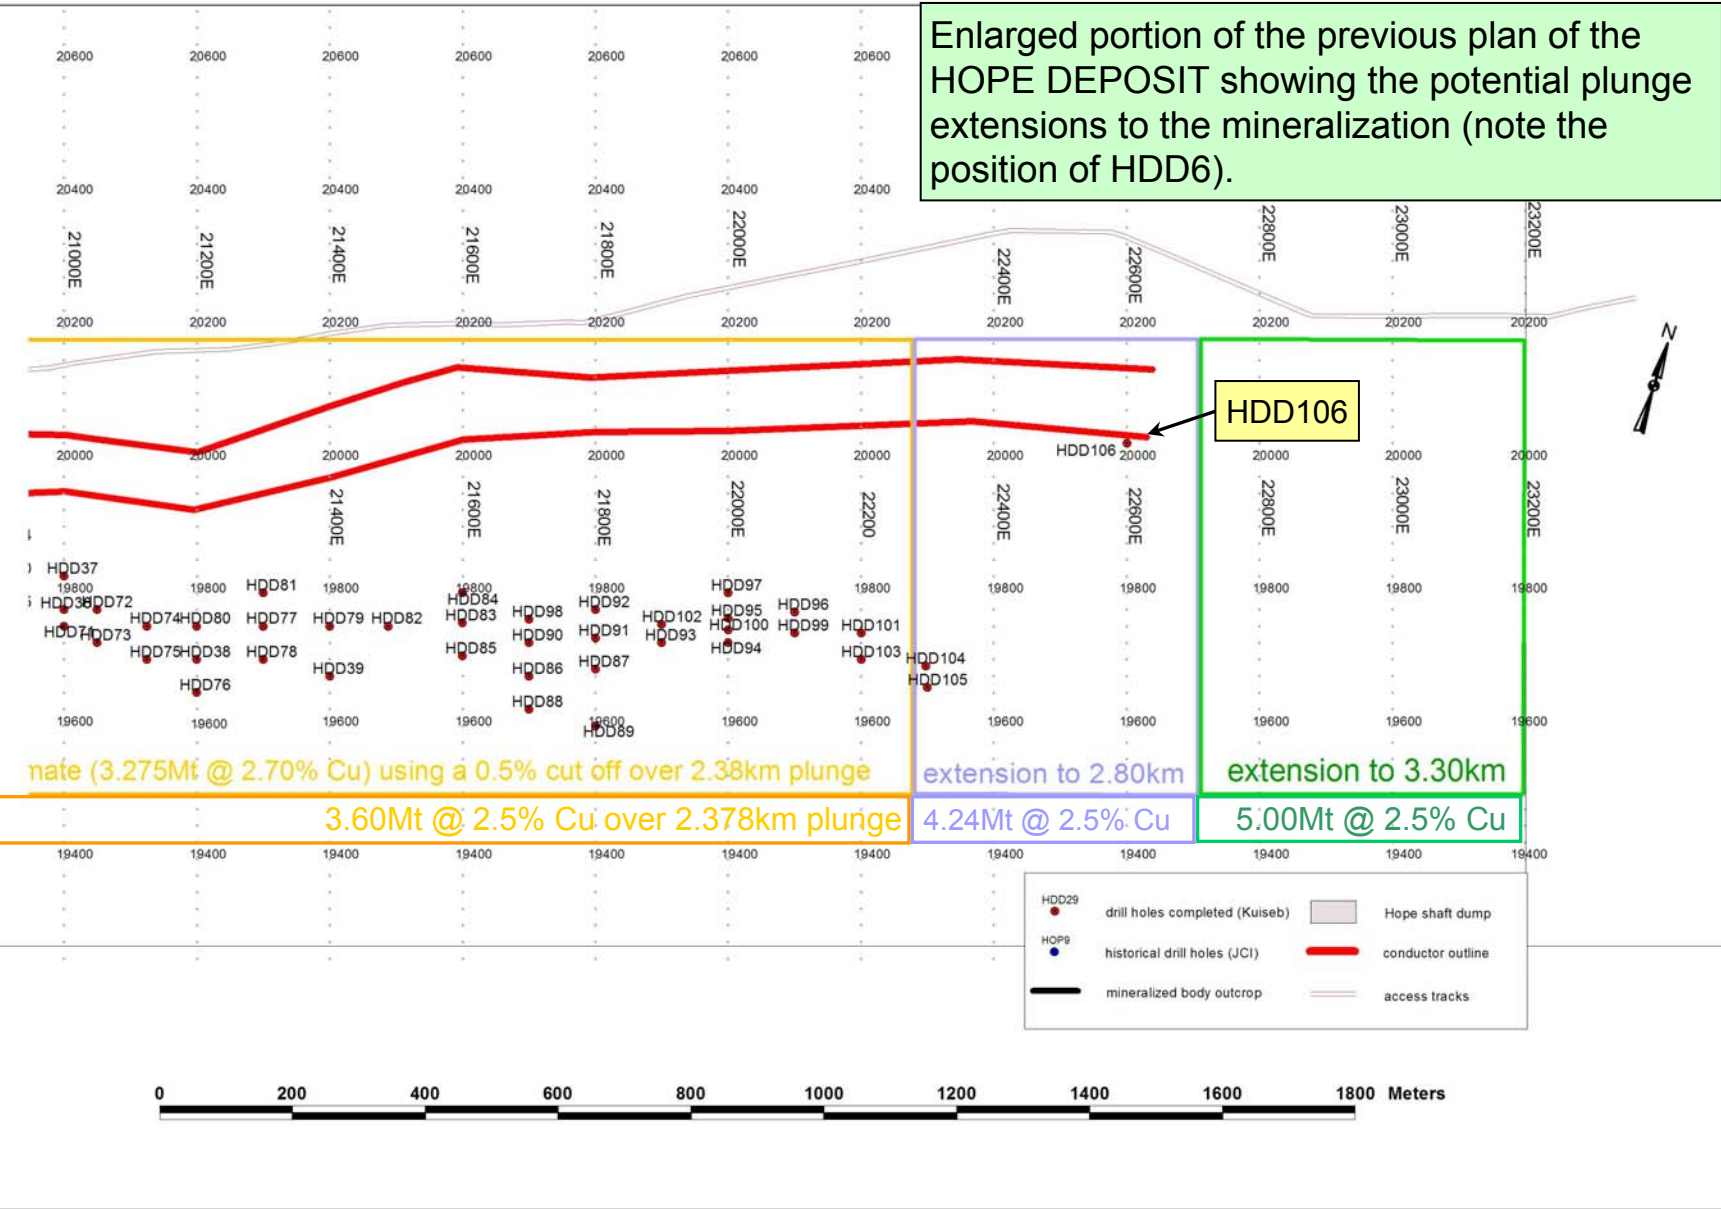 Enlarged portion of the previous plan of the
HOPE DEPOSIT showing the potential plunge
extensions to the mineralization (note the
position of HDD6).
20600 20600 20600 20600 20600 20600 20600
20400 20400 20400 20400 20400 20400 20400
21000E 21200E 21400E 21600E 21800E 22000E 22400E 22600E 22800E 23000E 23200E
20200 20200 20200 20200 20200 20200 20200 20200 20200 20200 20200 20200
N
HDD106
20000 20000 20000 20000 20000 20000 20000 20000 HDD106 20000 20000 20000 20000
21400E 21600E 21800E 22000E 22200 22400E 22600E 22800E 23000E 23200E
HDD37
19800 HDD81 19800 19800 19800 HDD97 19800 19800 19800 19800 19800 19800
HDD72 HDD84 HDD98 HDD92 HDD102 HDD95 HDD96
HDD74 HDD80 HDD77 HDD79 HDD82 HDD83 HDD100 HDD99 HDD101
HDD71 HDD73 HDD90 HDD91 HDD93 HDD94
HDD75 HDD38 HDD78 HDD39 HDD85 HDD86 HDD87 HDD103 HDD104
HDD76 HDD88 HDD105
19600 19600 19600 19600 19600 19600 19600 19600 19600 19600 19600 19600
HDD89
mate (3.275Mt @ 2.70% Cu) using a 0.5% cut off over 2.38km plunge
extension to 2.80km
extension to 3.30km
3.60Mt @ 2.5% Cu over 2.378km plunge
4.24Mt @ 2.5% Cu
5.00Mt @ 2.5% Cu
19400 19400 19400 19400 19400 19400 19400 19400 19400 19400 19400 19400
HDD29
drill holes completed (Kuiseb)
Hope shaft dump
HOP9
historical drill holes (JCI)
conductor outline
mineralized body outcrop
access tracks
0 200 400 600 800 1000 1200 1400 1600 1800 Meters